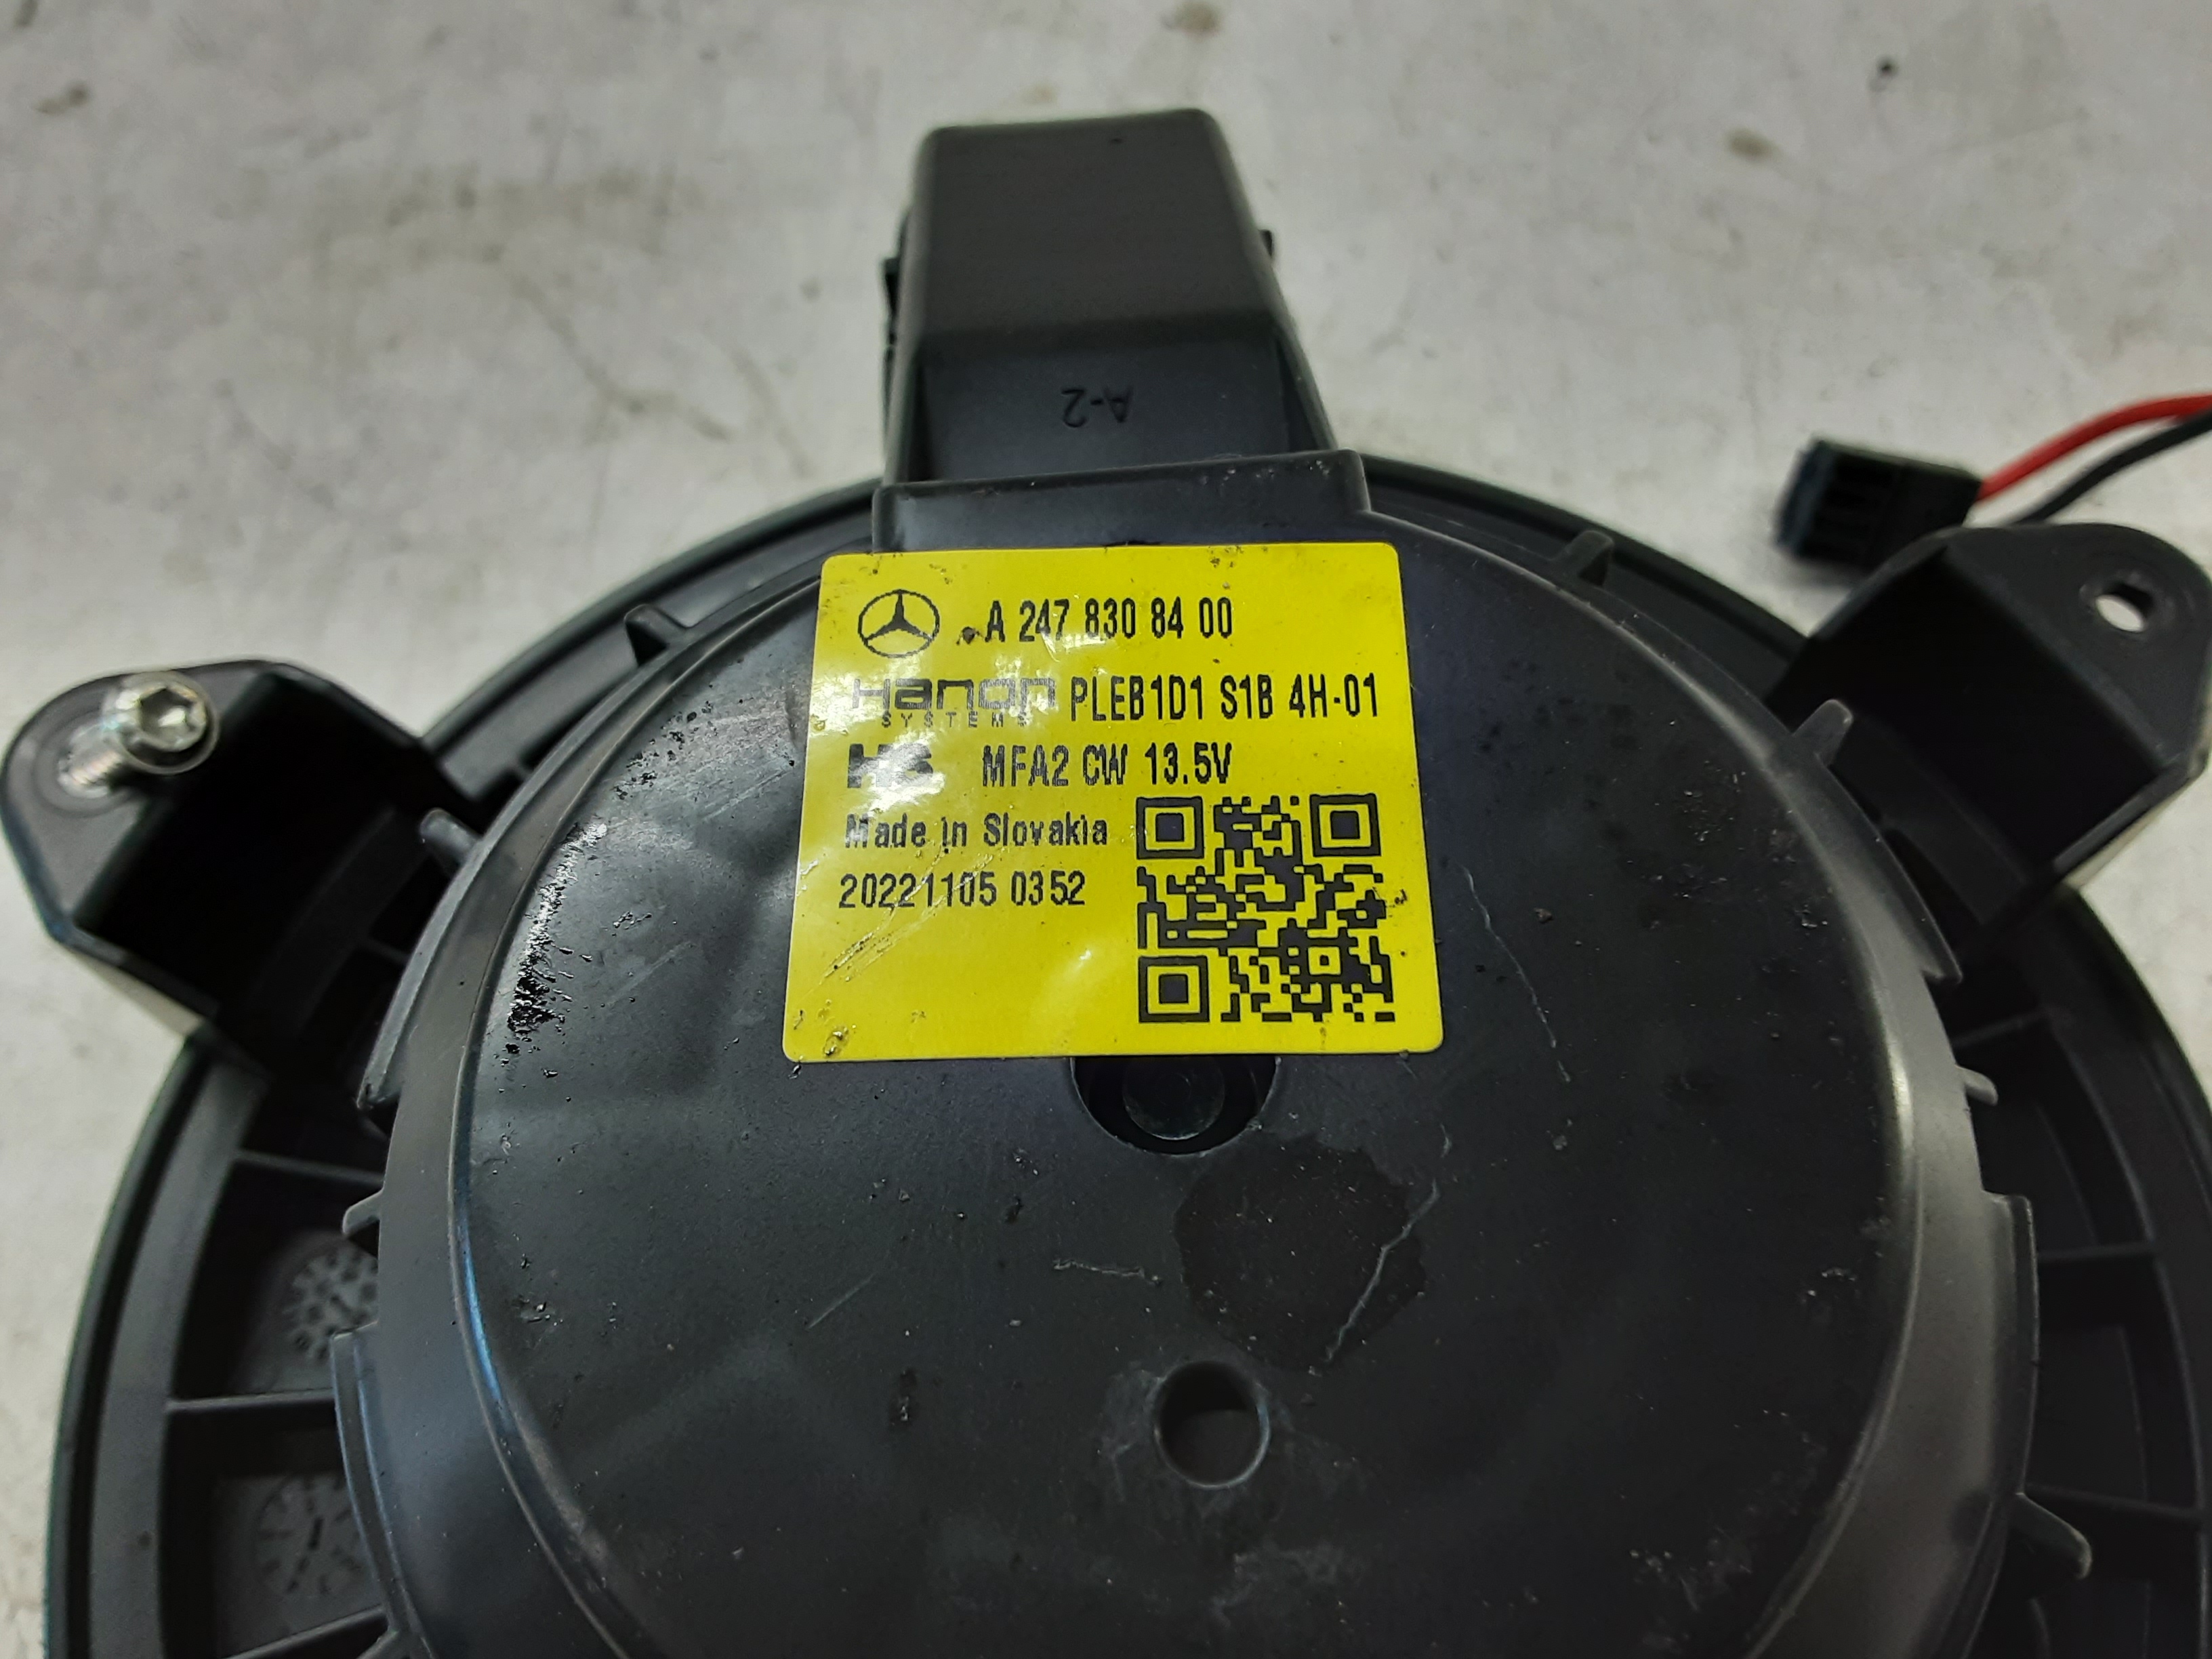 A-2
A 247 830 84 00
Hanon SYSTEMS PLEB1D1 S1B 4H-01
MFA2 CW 13.5V
Made in Slovakia
20221105 0352